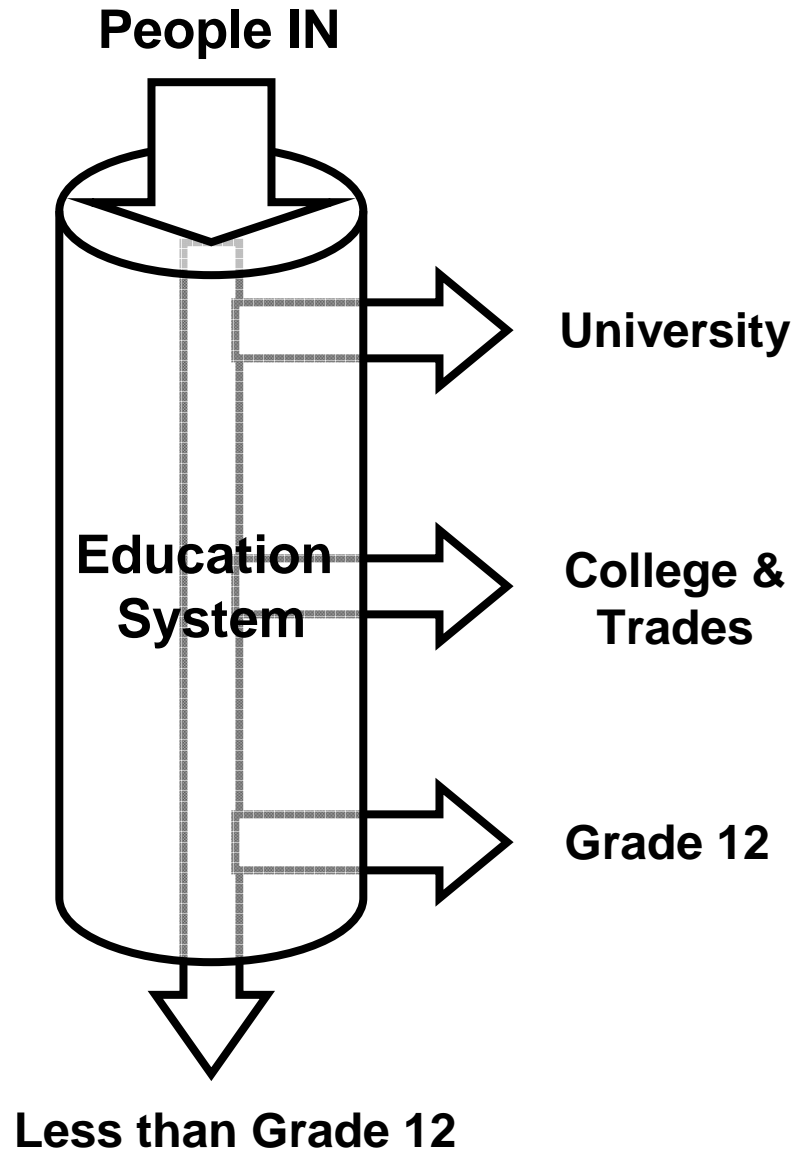 People IN
University
Education
System
College &
Trades
Grade 12
Less than Grade 12